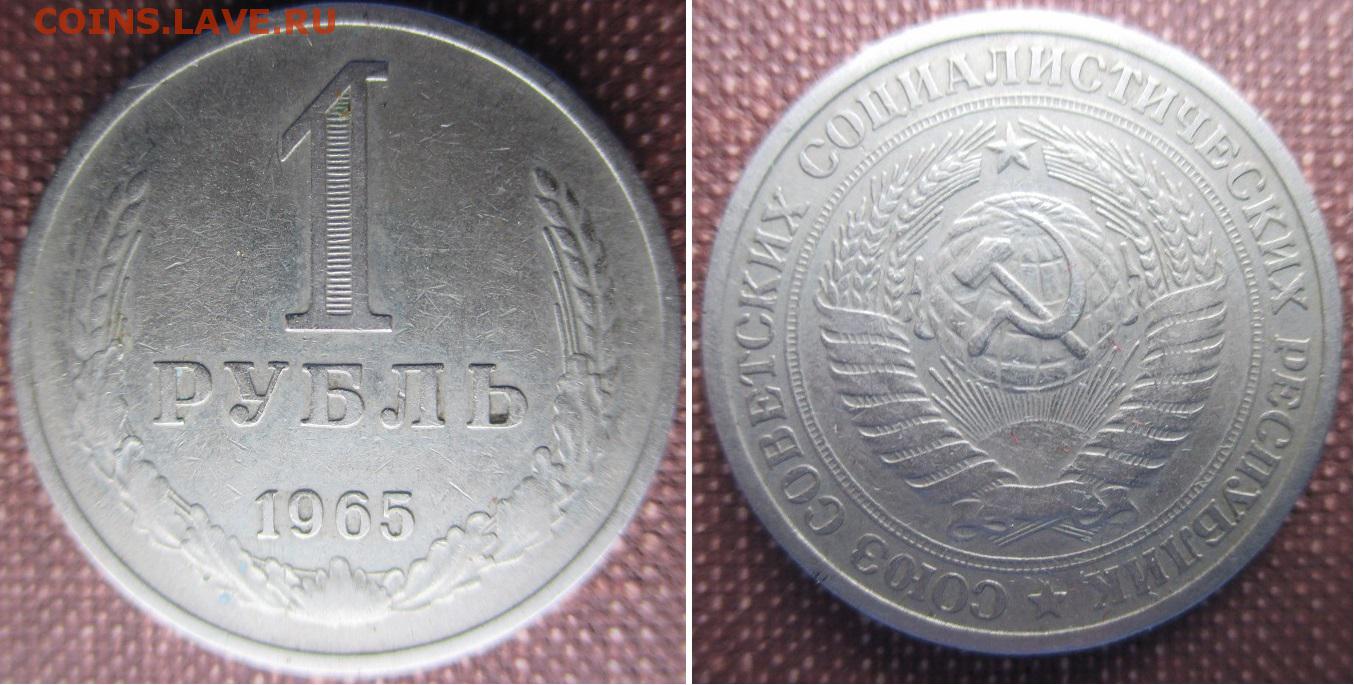 COINS.LAVE.RU
1
РУБЛЬ
1965
СОЮЗ СОВЕТСКИХ СОЦИАЛИСТИЧЕСКИХ РЕСПУБЛИК